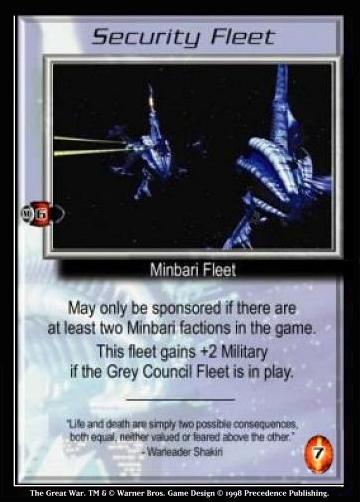 Security Fleet
M 6
Minbari Fleet
May only be sponsored if there are
at least two Minbari factions in the game.
This fleet gains +2 Military
if the Grey Council Fleet is in play.
"Life and death are simply two possible consequences,
both equal, neither valued or feared above the other."
- Warleader Shakiri
7
The Great War. TM & © Warner Bros. Game Design © 1998 Precedence Publishing.